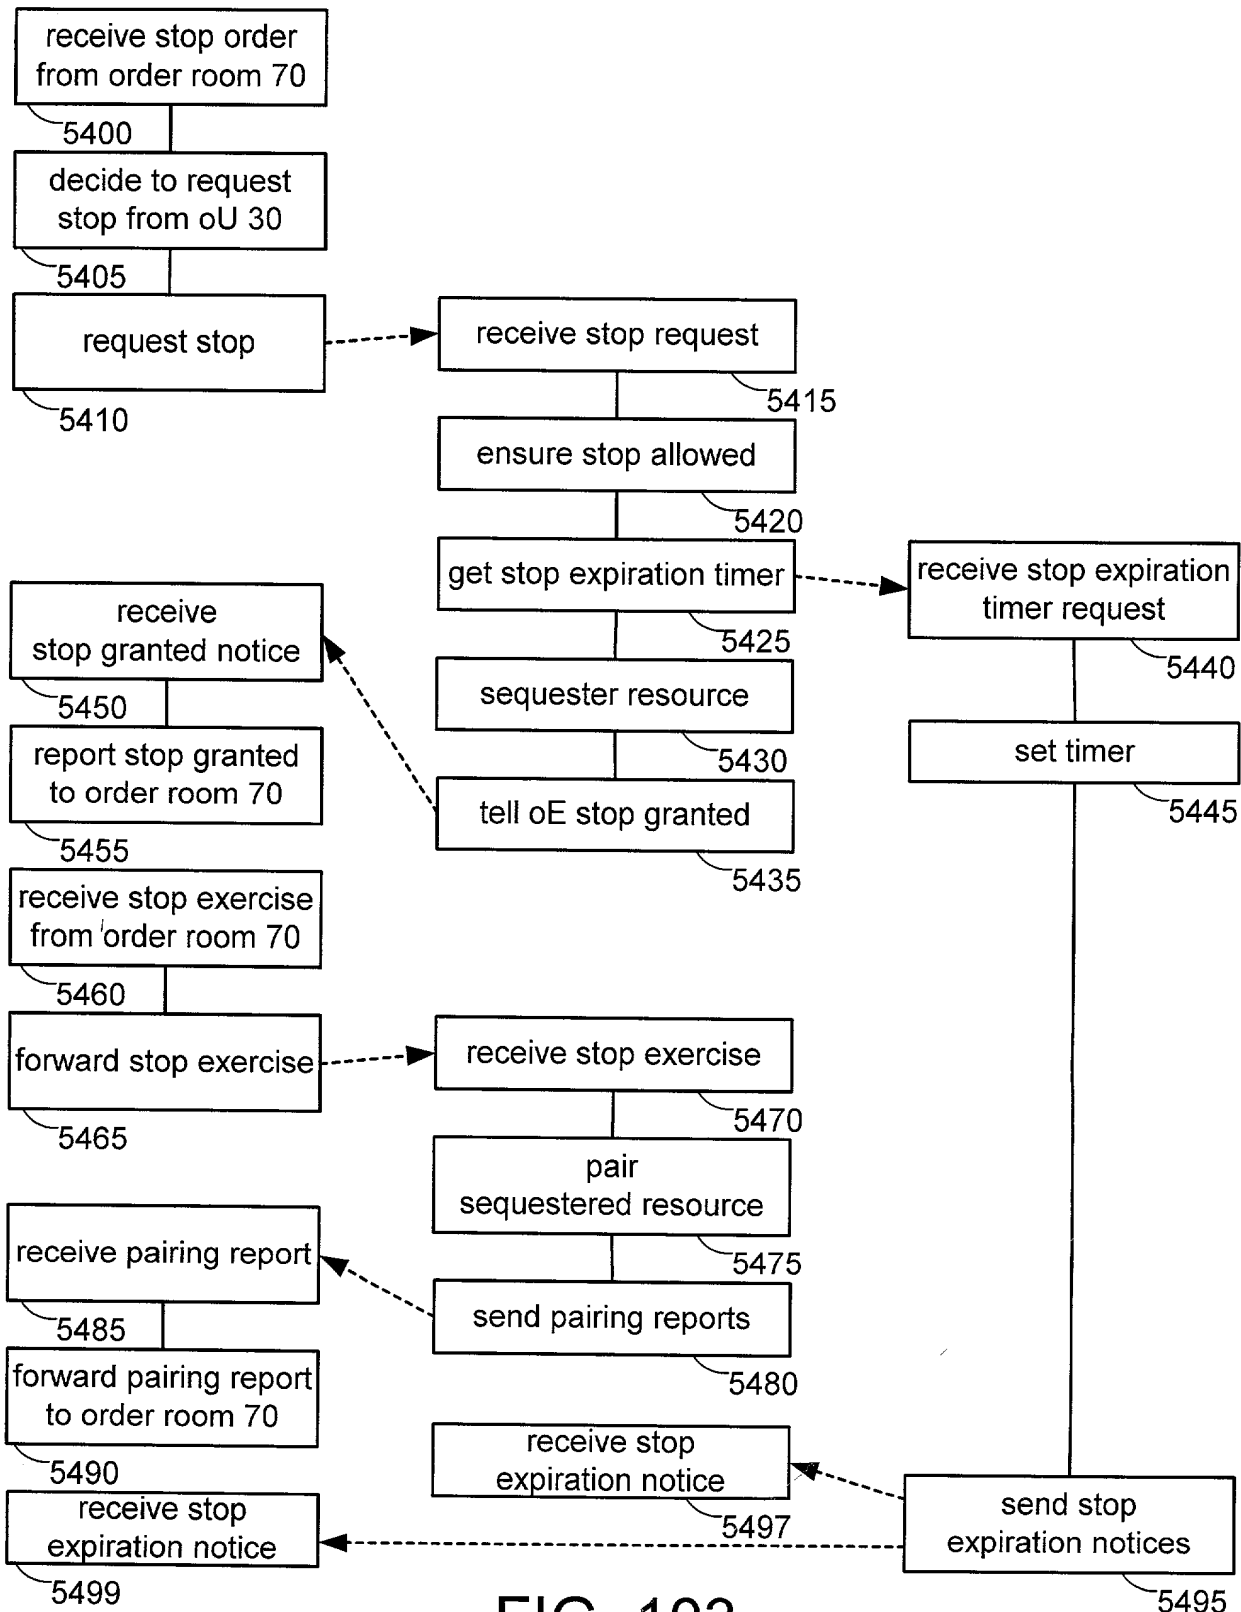 receive stop order
from order room 70
5400
decide to request
stop from oU 30
5405
request stop
5410
receive stop request
5415
ensure stop allowed
5420
get stop expiration timer
5425
receive stop expiration
timer request
5440
sequester resource
5430
set timer
5445
tell oE stop granted
5435
receive
stop granted notice
5450
report stop granted
to order room 70
5455
receive stop exercise
from order room 70
5460
forward stop exercise
5465
receive stop exercise
5470
pair
sequestered resource
5475
send pairing reports
5480
receive pairing report
5485
forward pairing report
to order room 70
5490
receive stop
expiration notice
5497
send stop
expiration notices
5495
receive stop
expiration notice
5499